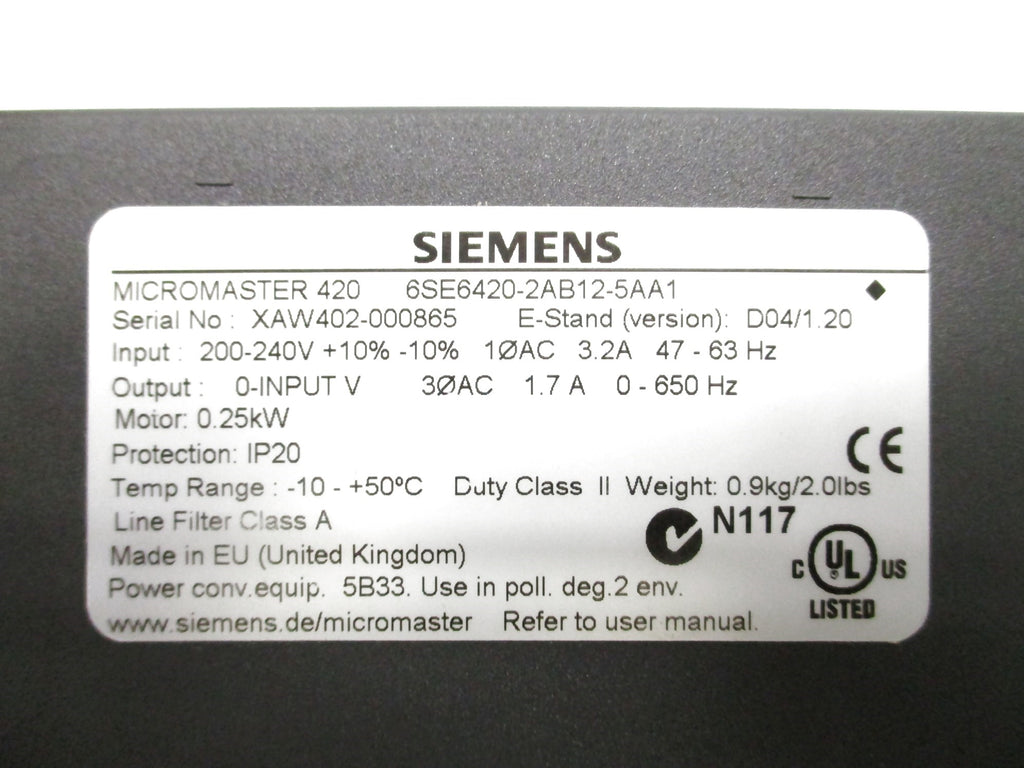 SIEMENS
MICROMASTER 420 6SE6420-2AB12-5AA1
Serial No : XAW402-000865 E-Stand (version): D04/1.20
Input : 200-240V +10% -10% 1ØAC 3.2A 47 - 63 Hz
Output : 0-INPUT V 3ØAC 1.7 A 0 - 650 Hz
Motor: 0.25kW
Protection: IP20
CE
Temp Range : -10 - +50ºC Duty Class II Weight: 0.9kg/2.0lbs
Line Filter Class A
N117
Made in EU (United Kingdom)
C UL ® US
LISTED
Power conv.equip. 5B33. Use in poll. deg.2 env.
www.siemens.de/micromaster Refer to user manual.